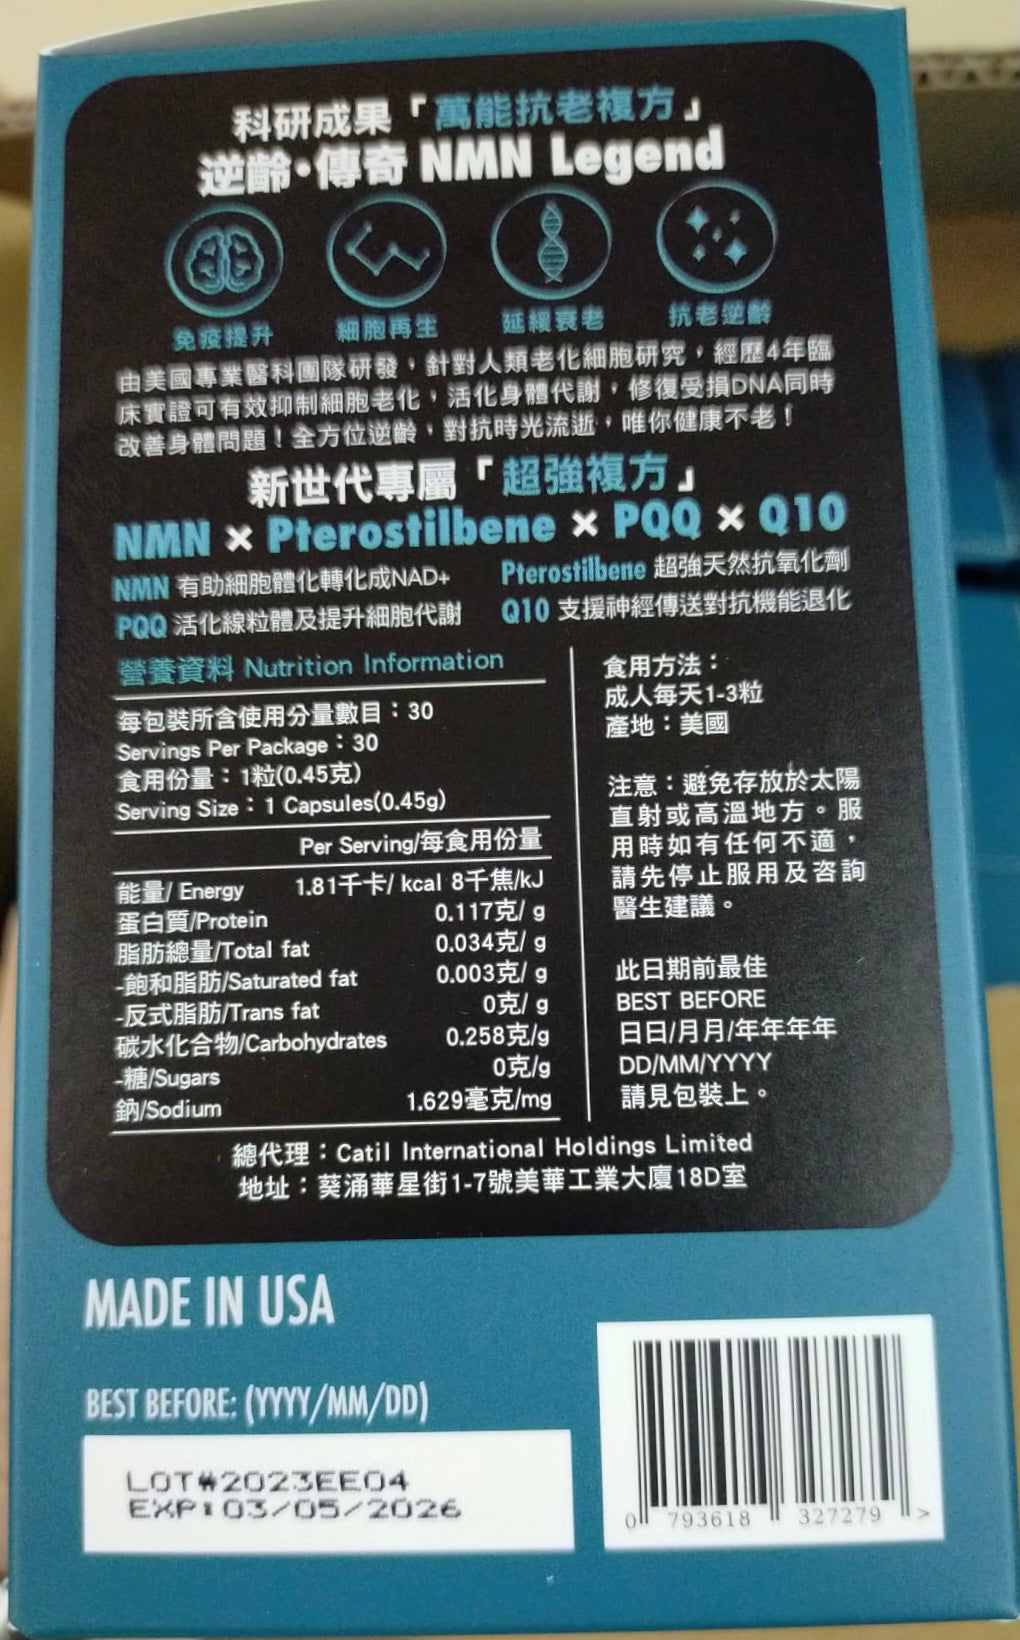 科研成果「萬能抗老複方」
逆齡·傳奇 NMN Legend
免疫提升 細胞再生 延緩衰老 抗老逆齡
由美國專業醫科團隊研發,針對人類老化細胞研究,經歷4年臨
床實證可有效抑制細胞老化,活化身體代謝,修復受損DNA同時
改善身體問題!全方位逆齡,對抗時光流逝,唯你健康不老!
新世代專屬「超強複方」
NMN × Pterostilbene × PQQ × Q10
NMN 有助細胞體化轉化成NAD+
Pterostilbene 超強天然抗氧化劑
PQQ 活化線粒體及提升細胞代謝
Q10 支援神經傳送對抗機能退化
營養資料 Nutrition Information
每包裝所含使用分量數目:30
Servings Per Package:30
食用份量:1粒(0.45克)
Serving Size:1 Capsules(0.45g)
Per Serving/每食用份量
能量/ Energy 1.81千卡/ kcal 8千焦/kJ
蛋白質/Protein 0.117克/ g
脂肪總量/Total fat 0.034克/ g
-飽和脂肪/Saturated fat 0.003克/ g
-反式脂肪/Trans fat 0克/ g
碳水化合物/Carbohydrates 0.258克/g
-糖/Sugars 0克/g
鈉/Sodium 1.629毫克/mg
食用方法:
成人每天1-3粒
產地:美國
注意:避免存放於太陽
直射或高溫地方。服
用時如有任何不適,
請先停止服用及咨詢
醫生建議。
此日期前最佳
BEST BEFORE
日日/月月/年年年年
DD/MM/YYYY
請見包裝上。
總代理:Catil International Holdings Limited
地址:葵涌華星街1-7號美華工業大廈18D室
MADE IN USA
BEST BEFORE: (YYYY/MM/DD)
LOT#2023EE04
EXP:03/05/2026
0 793618 327279 >